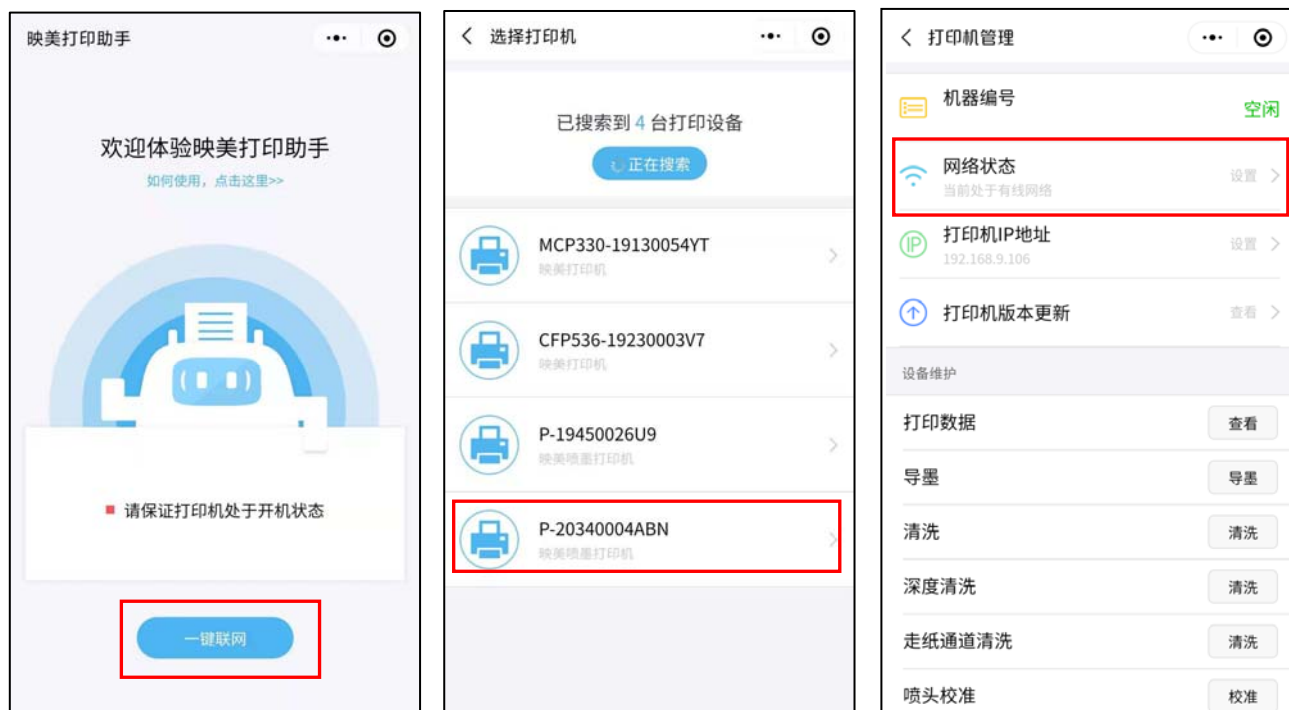 映美打印助手
欢迎体验映美打印助手
如何使用，点击这里>>
请保证打印机处于开机状态
一键联网
选择打印机
已搜索到 4 台打印设备
正在搜索
MCP330-19130054YT
映美打印机
CFP536-19230003V7
映美打印机
P-19450026U9
映美喷墨打印机
P-20340004ABN
映美喷墨打印机
打印机管理
机器编号
空闲
网络状态
设置
当前处于有线网络
打印机IP地址
设置
IP
192.168.9.106
打印机版本更新
查看
设备维护
打印数据
查看
导墨
导墨
清洗
清洗
深度清洗
清洗
走纸通道清洗
清洗
喷头校准
校准